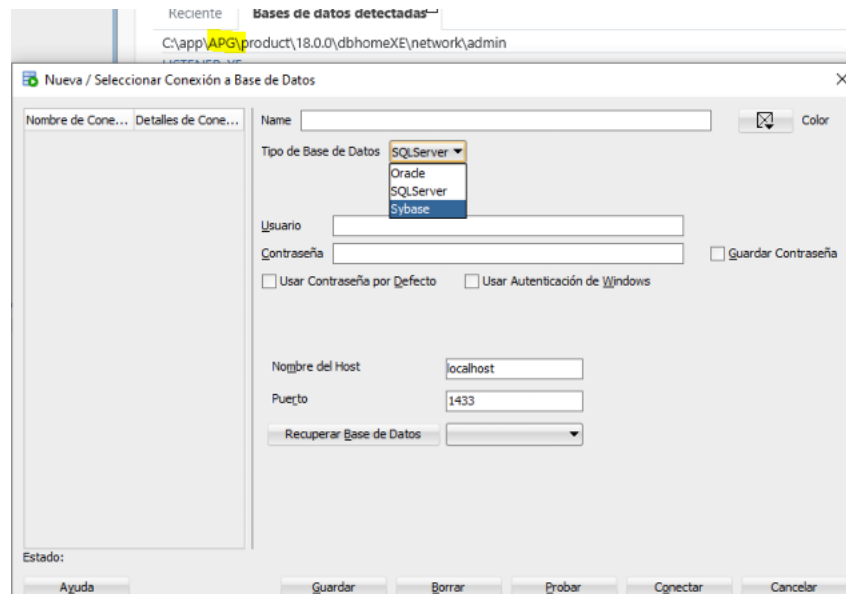 Reciente Bases de datos detectadas
C:\app\APG\product\18.0.0\dbhomeXE\network\admin
Nueva / Seleccionar Conexión a Base de Datos
Nombre de Cone... Detalles de Cone...
Name
Color
Tipo de Base de Datos SQLServer
Oracle
SQLServer
Sybase
Usuario
Contraseña
Guardar Contraseña
Usar Contraseña por Defecto Usar Autenticación de Windows
Nombre del Host localhost
Puerto 1433
Recuperar Base de Datos
Estado:
Ayuda Guardar Borrar Probar Conectar Cancelar